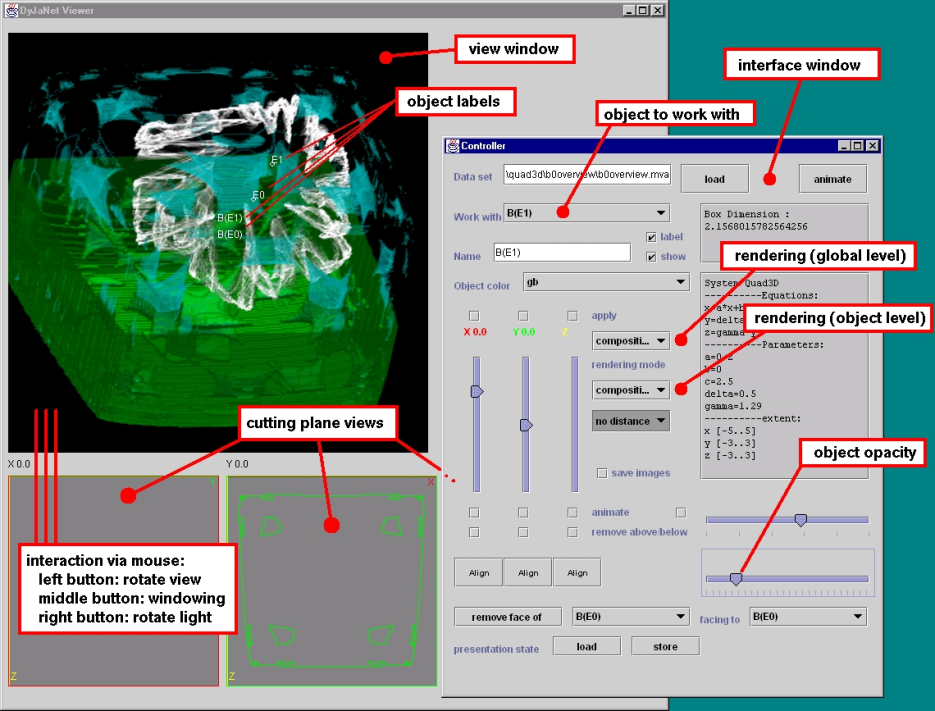 DyJaNet Viewer
view window
interface window
object labels
object to work with
Controller
Data set
\quad3d\b0overview\b0overview.mva
load
animate
E1
E0
B(E1)
B(E0)
Work with
B(E1)
label
show
Name
B(E1)
Box Dimension :
2.1568015782564256
rendering (global level)
Object color
gb
System Quad3D
----------Equations:
x=a*x+b
y=delta
z=gamma
rendering (object level)
----------Parameters:
a=0.2
b=0
c=2.5
delta=0.5
gamma=1.29
----------extent:
x [-5..5]
y [-3..3]
z [-3..3]
apply
X 0.0
Y 0.0
Z
compositi...
rendering mode
compositi...
no distance
save images
cutting plane views
object opacity
X 0.0
Y 0.0
Y
X
animate
remove above/below
interaction via mouse:
left button: rotate view
middle button: windowing
right button: rotate light
Align
Align
Align
remove face of
B(E0)
facing to
B(E0)
presentation state
load
store
Z
Z